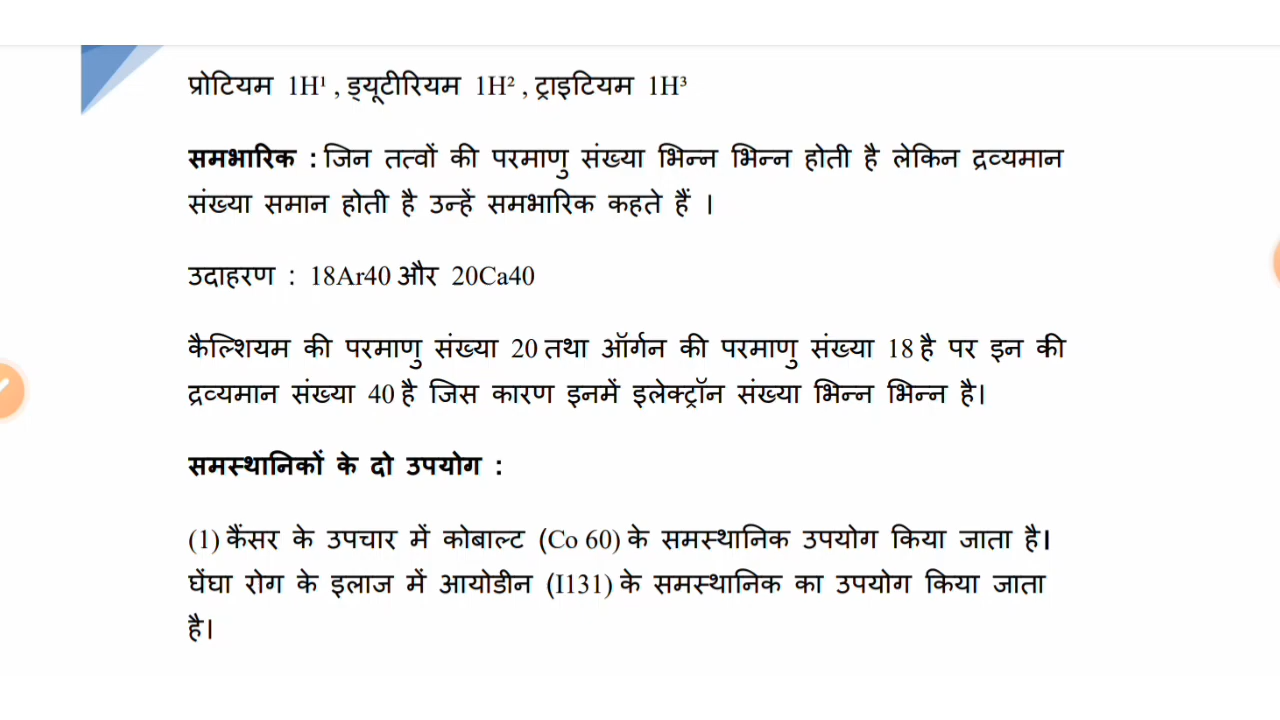 प्रोटियम 1H¹ , ड्यूटीरियम 1H² , ट्राइटियम 1H³
समभारिक : जिन तत्वों की परमाणु संख्या भिन्न भिन्न होती है लेकिन द्रव्यमान
संख्या समान होती है उन्हें समभारिक कहते हैं ।
उदाहरण : 18Ar40 और 20Ca40
कैल्शियम की परमाणु संख्या 20 तथा ऑर्गन की परमाणु संख्या 18 है पर इन की
द्रव्यमान संख्या 40 है जिस कारण इनमें इलेक्ट्रॉन संख्या भिन्न भिन्न है।
समस्थानिकों के दो उपयोग :
(1) कैंसर के उपचार में कोबाल्ट (Co 60) के समस्थानिक उपयोग किया जाता है।
घेंघा रोग के इलाज में आयोडीन (I131) के समस्थानिक का उपयोग किया जाता
है।